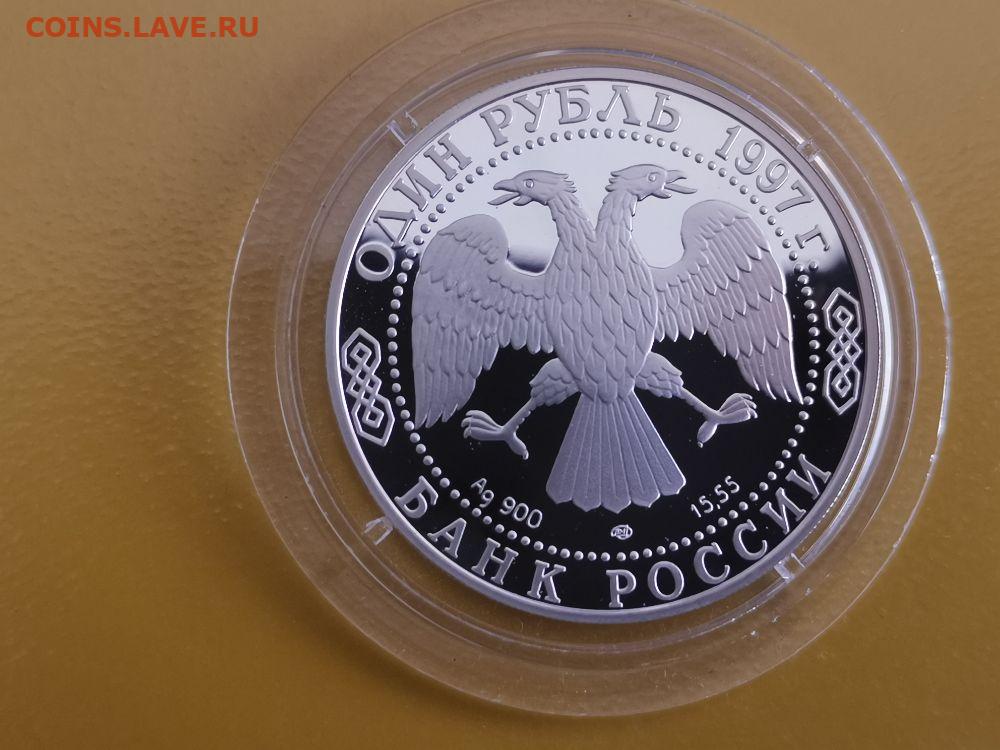 COINS.LAVE.RU
ОДИН РУБЛЬ 1997 г.
Ag 900
15,55
БАНК РОССИИ